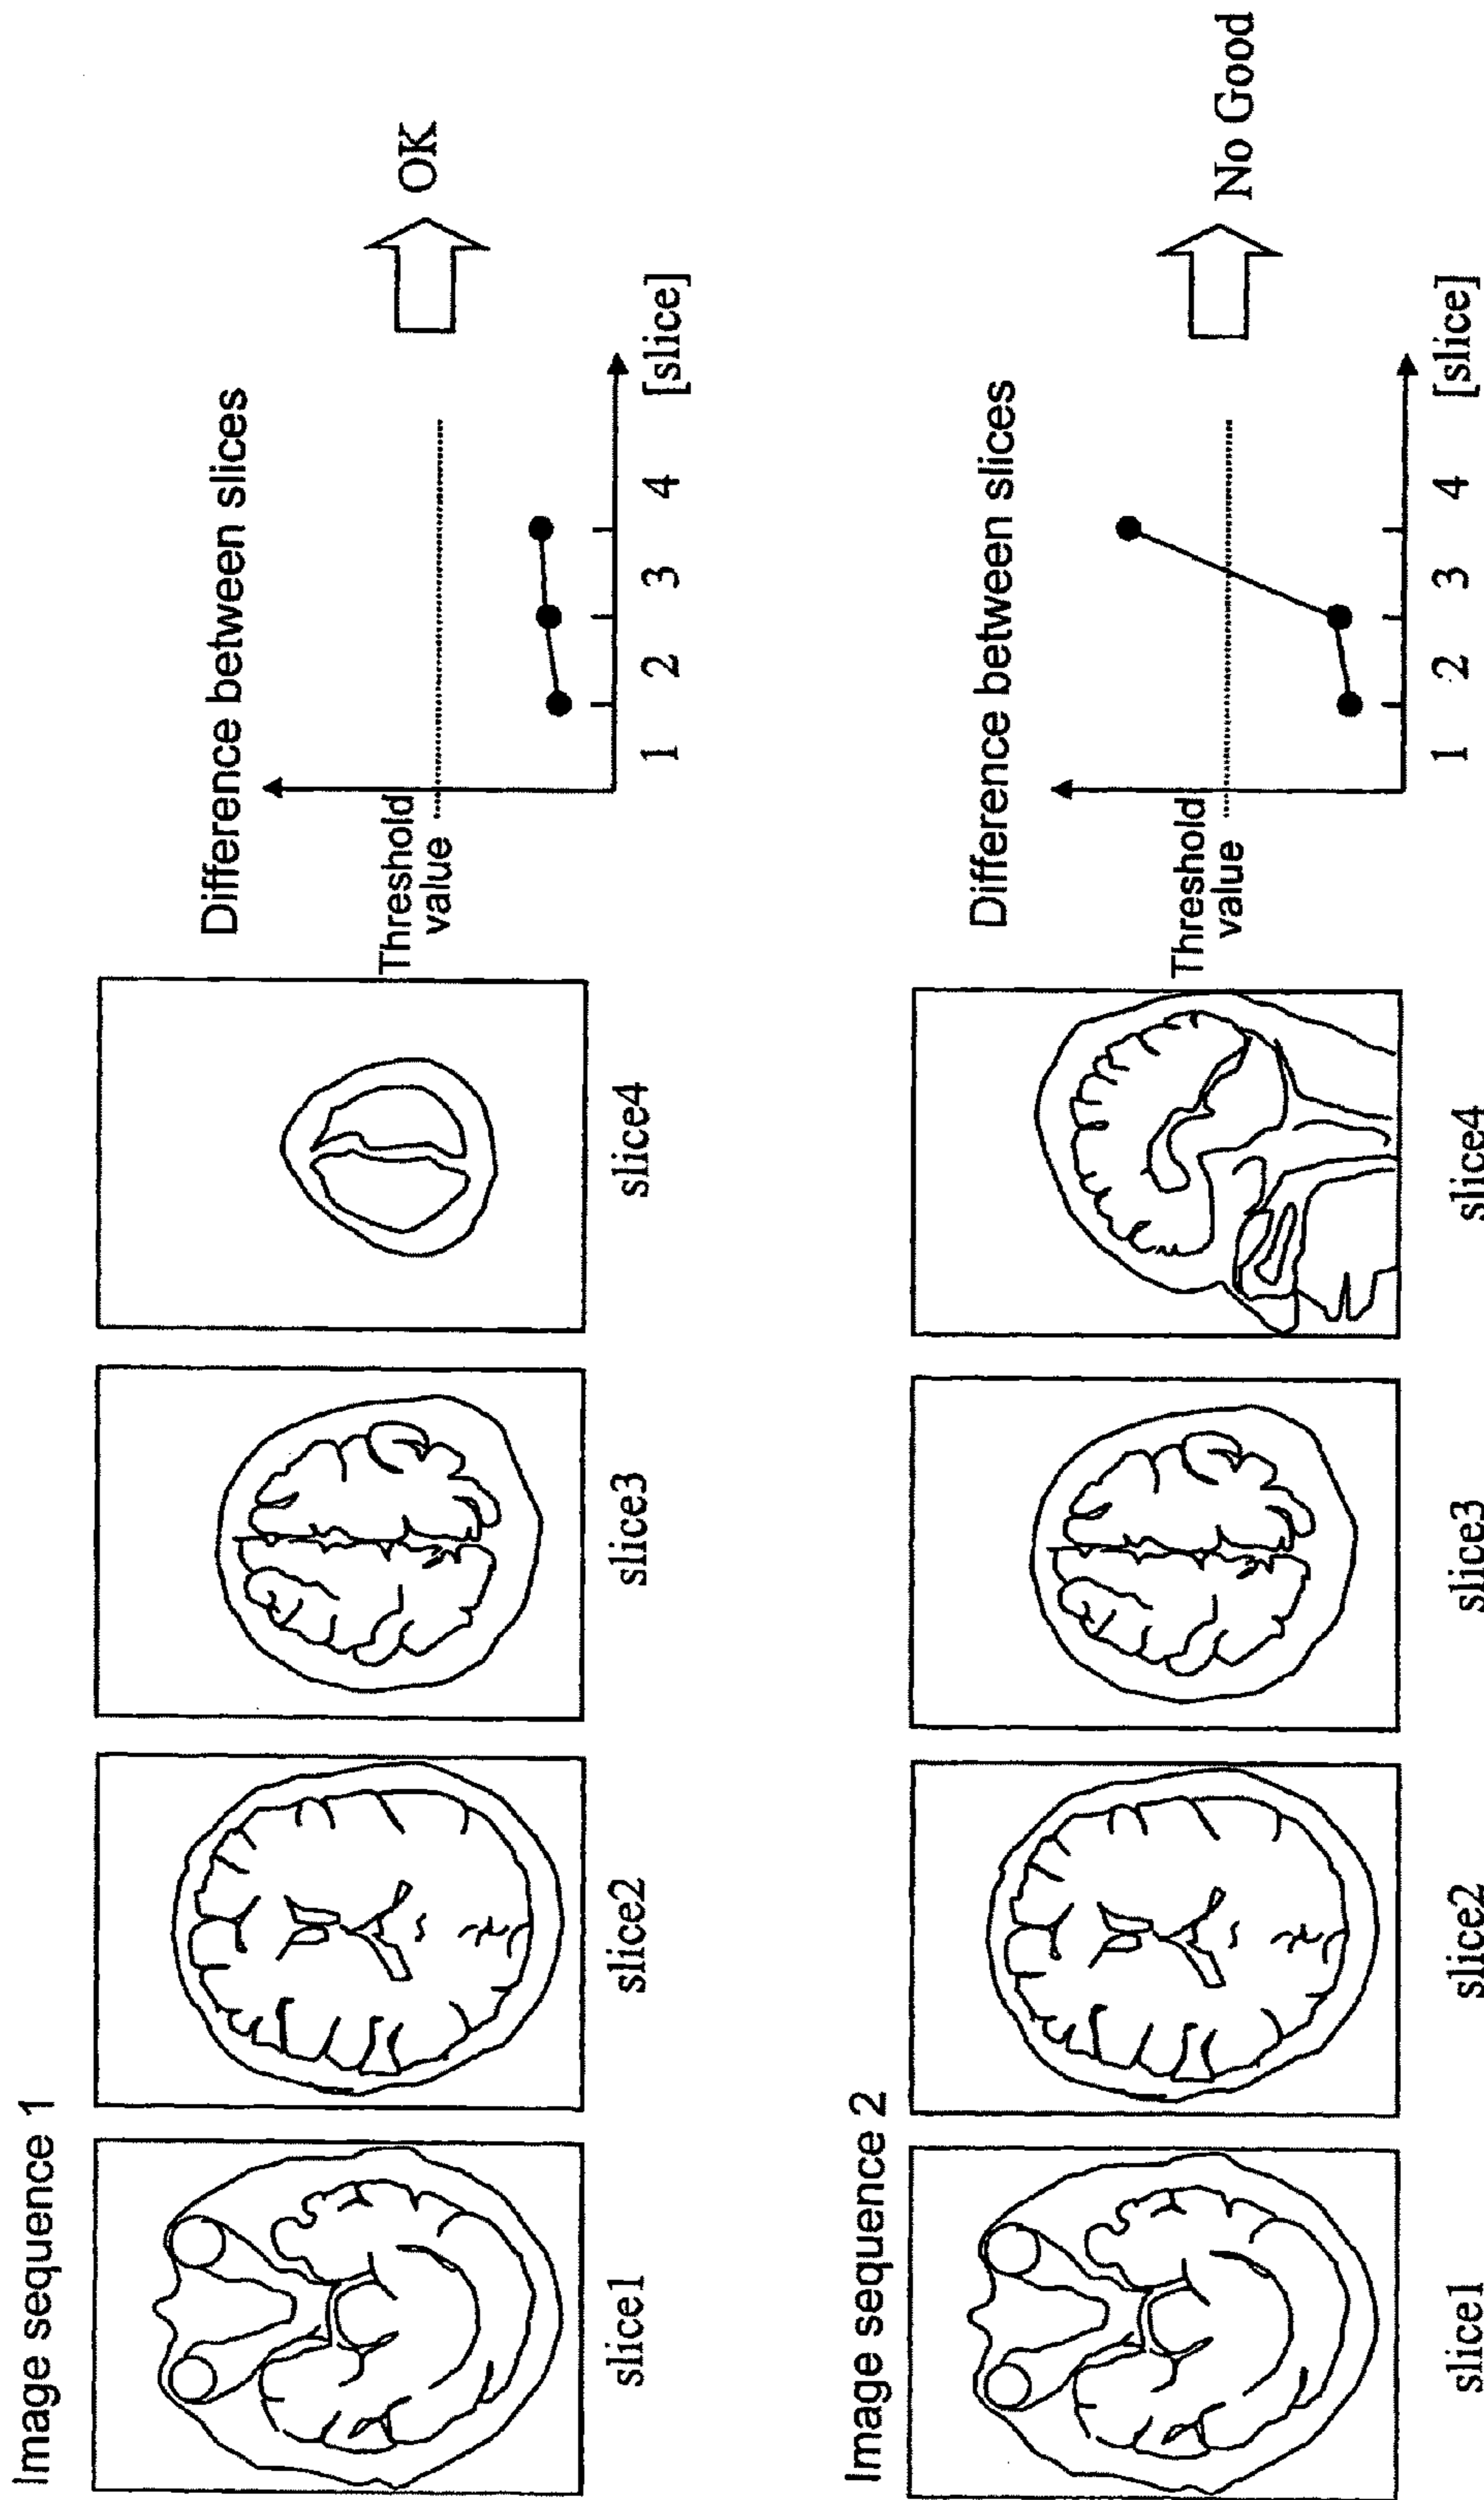 Image sequence 1
slice1
slice2
slice3
slice4
Difference between slices
Threshold
value
1 2 3 4 [slice]
OK
Image sequence 2
slice1
slice2
slice3
slice4
Difference between slices
Threshold
value
1 2 3 4 [slice]
No Good